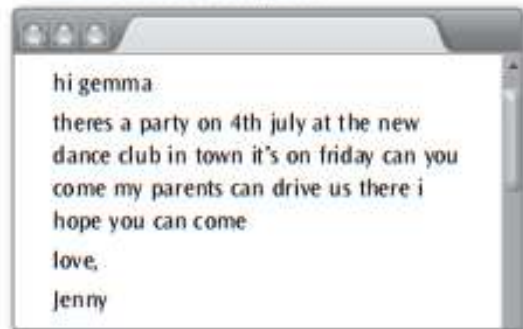 hi gemma
theres a party on 4th july at the new
dance club in town it's on friday can you
come my parents can drive us there i
hope you can come
love,
Jenny